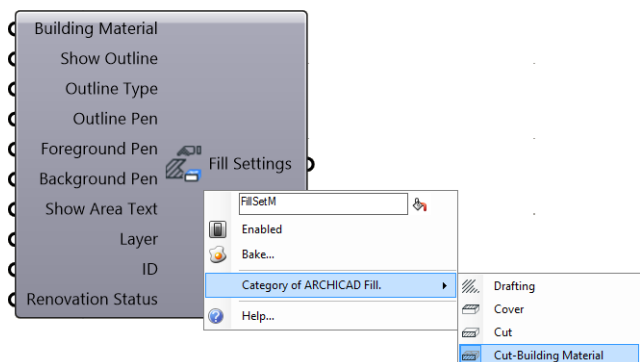 Building Material
Show Outline
Outline Type
Outline Pen
Foreground Pen
Fill Settings
Background Pen
Show Area Text
Layer
ID
Renovation Status
FillSetM
Enabled
Bake...
Category of ARCHICAD Fill.
Help...
Drafting
Cover
Cut
Cut-Building Material